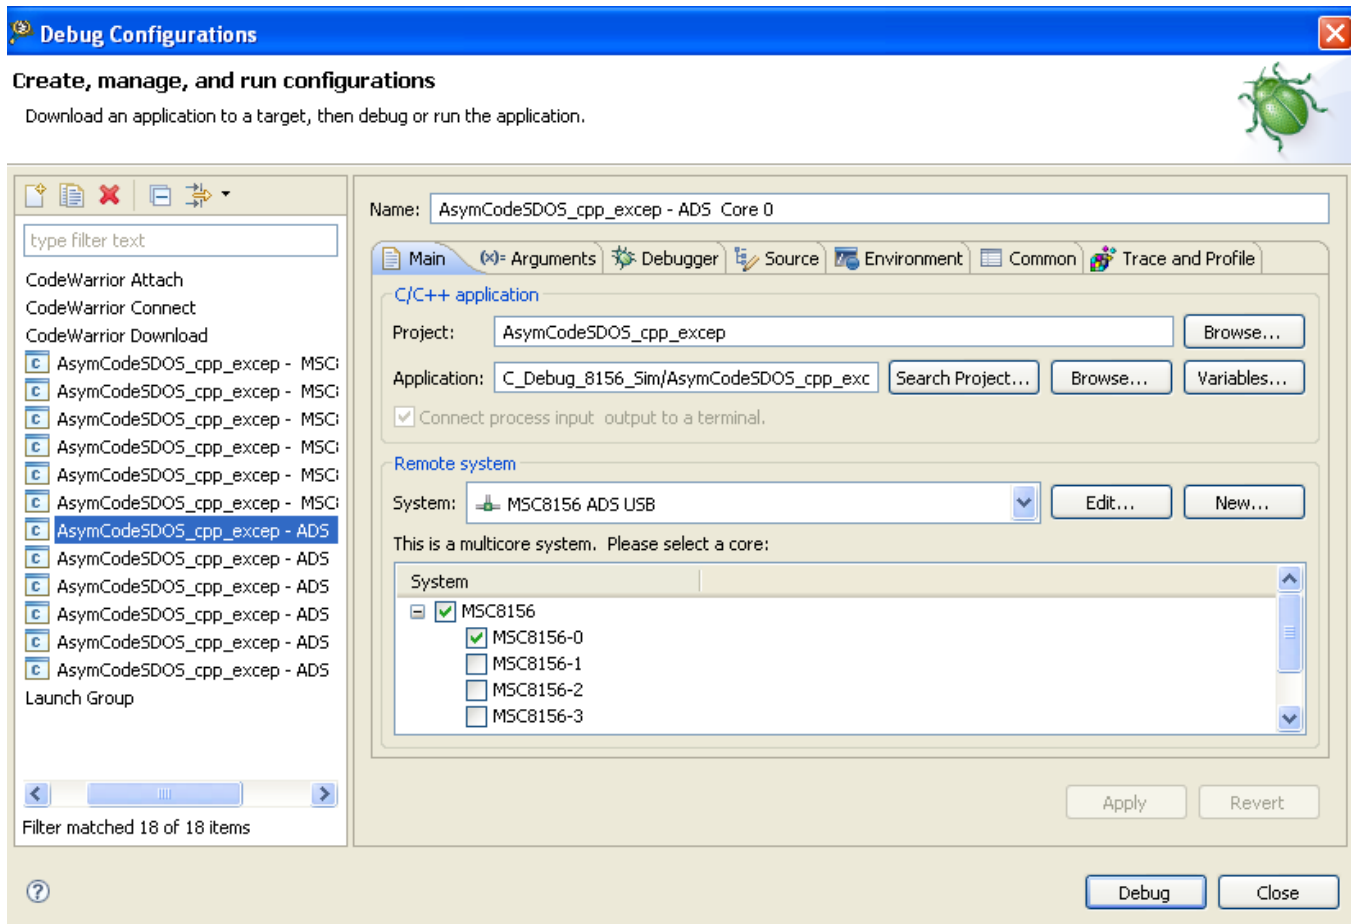 Debug Configurations
Create, manage, and run configurations
Download an application to a target, then debug or run the application.
type filter text
CodeWarrior Attach
CodeWarrior Connect
CodeWarrior Download
AsymCodeSDOS_cpp_excep - MSC
AsymCodeSDOS_cpp_excep - MSC
AsymCodeSDOS_cpp_excep - MSC
AsymCodeSDOS_cpp_excep - MSC
AsymCodeSDOS_cpp_excep - MSC
AsymCodeSDOS_cpp_excep - MSC
AsymCodeSDOS_cpp_excep - ADS
AsymCodeSDOS_cpp_excep - ADS
AsymCodeSDOS_cpp_excep - ADS
AsymCodeSDOS_cpp_excep - ADS
AsymCodeSDOS_cpp_excep - ADS
AsymCodeSDOS_cpp_excep - ADS
Launch Group
Filter matched 18 of 18 items
Name: AsymCodeSDOS_cpp_excep - ADS Core 0
Main (x)= Arguments Debugger Source Environment Common Trace and Profile
C/C++ application
Project: AsymCodeSDOS_cpp_excep Browse...
Application: C_Debug_8156_Sim/AsymCodeSDOS_cpp_exc Search Project... Browse... Variables...
Connect process input output to a terminal.
Remote system
System: MSC8156 ADS USB Edit... New...
This is a multicore system. Please select a core:
System
MSC8156
MSC8156-0
MSC8156-1
MSC8156-2
MSC8156-3
Apply Revert
Debug Close